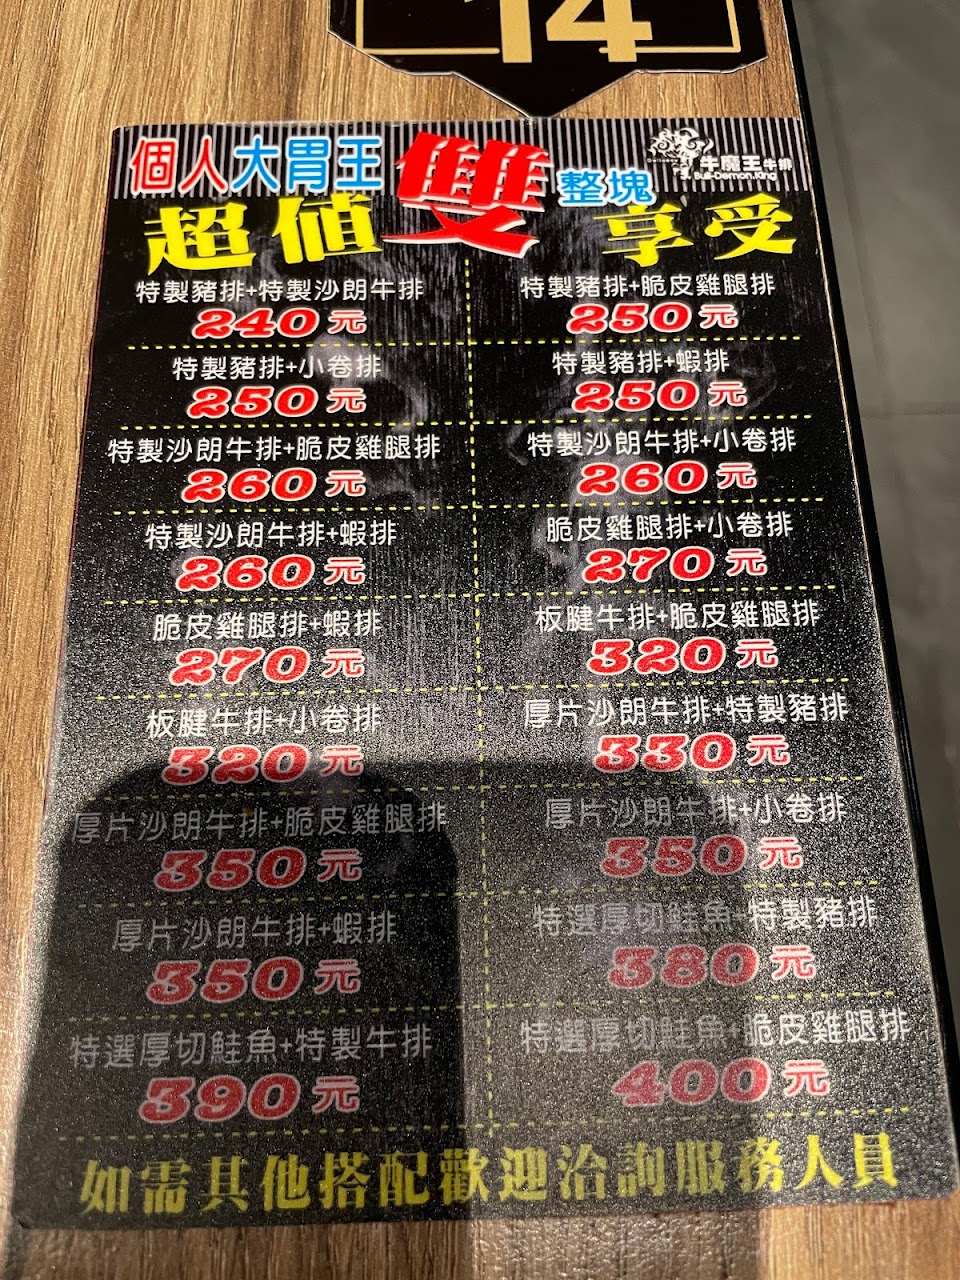 14
個人大胃王 雙 整塊
超值 享受
牛魔王牛排
Bull-Demon.King
特製豬排+特製沙朗牛排
240元
特製豬排+脆皮雞腿排
250元
特製豬排+小卷排
250元
特製豬排+蝦排
250元
特製沙朗牛排+脆皮雞腿排
260元
特製沙朗牛排+小卷排
260元
特製沙朗牛排+蝦排
260元
脆皮雞腿排+小卷排
270元
脆皮雞腿排+蝦排
270元
板腱牛排+脆皮雞腿排
320元
板腱牛排+小卷排
320元
厚片沙朗牛排+特製豬排
330元
厚片沙朗牛排+脆皮雞腿排
350元
厚片沙朗牛排+小卷排
350元
厚片沙朗牛排+蝦排
350元
特選厚切鮭魚+特製豬排
380元
特選厚切鮭魚+特製牛排
390元
特選厚切鮭魚+脆皮雞腿排
400元
如需其他搭配歡迎洽詢服務人員